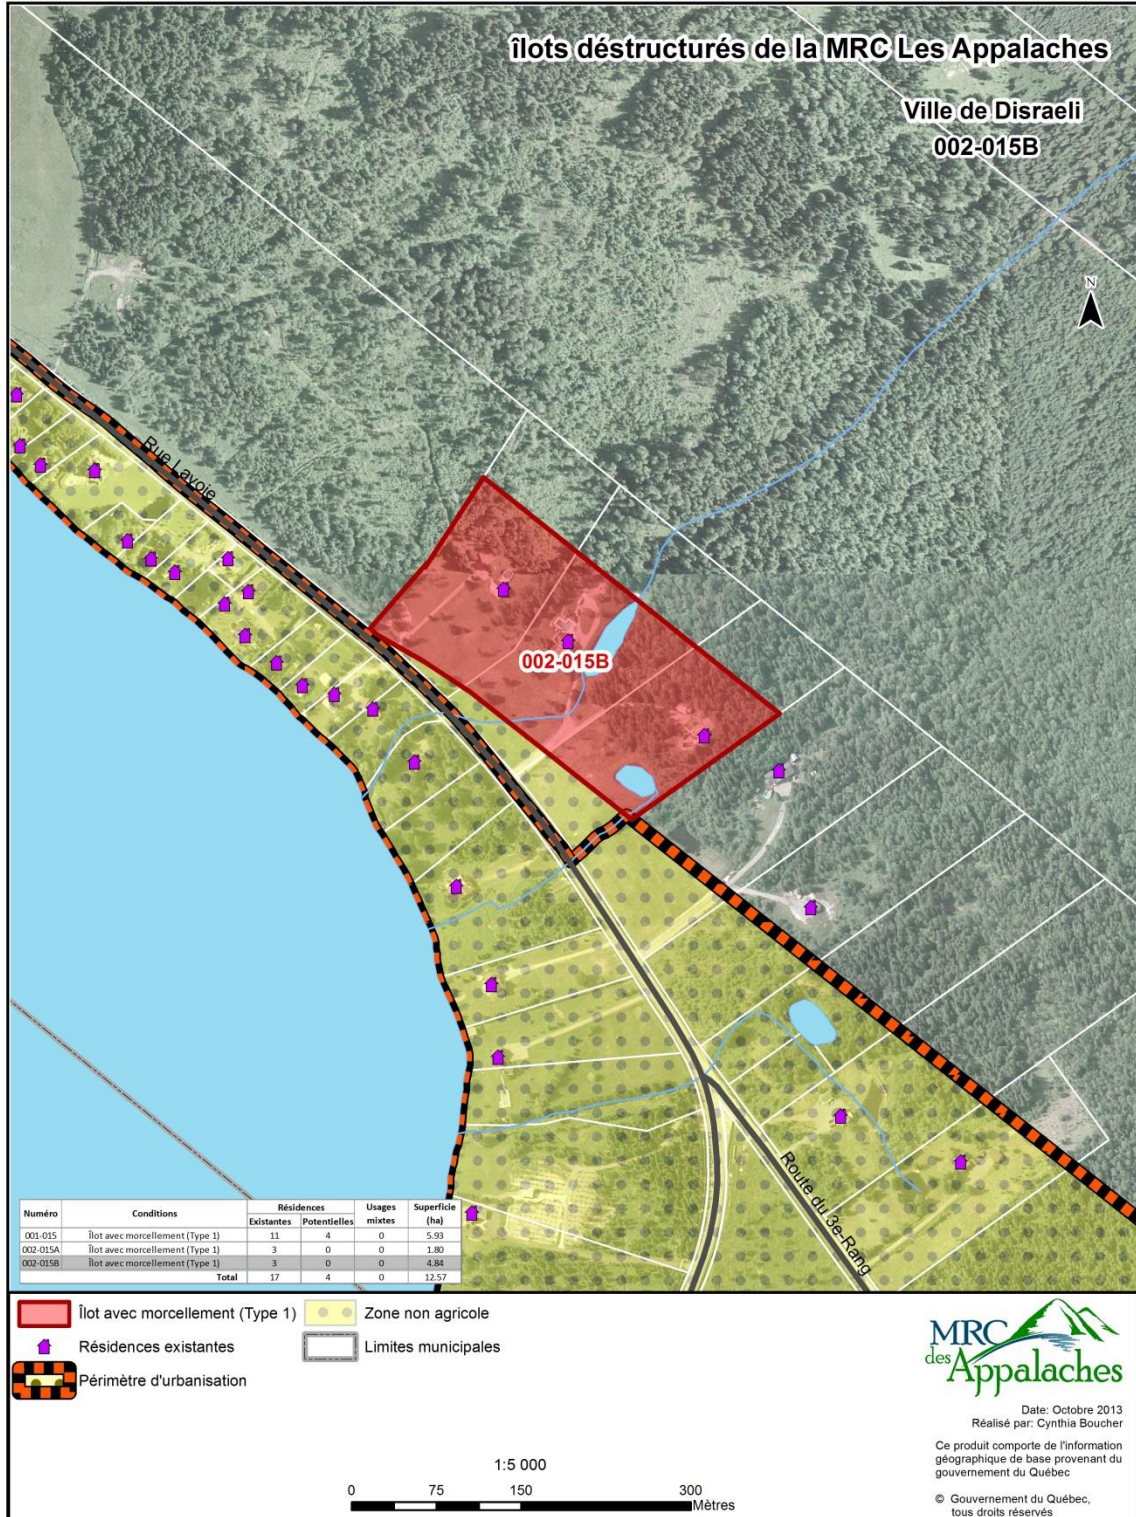 îlots déstructurés de la MRC Les Appalaches
Ville de Disraeli
002-015B
N
Rue Lavoie
002-015B
Route du 3e-Rang
Numéro Conditions Résidences Usages mixtes Superficie (ha)
Existantes Potentielles
001-015 Îlot avec morcellement (Type 1) 11 4 0 5.93
002-015A Îlot avec morcellement (Type 1) 3 0 0 1.80
002-015B Îlot avec morcellement (Type 1) 3 0 0 4.84
Total 17 4 0 12.57
Îlot avec morcellement (Type 1)
Zone non agricole
Résidences existantes
Limites municipales
Périmètre d'urbanisation
MRC
des Appalaches
Date: Octobre 2013
Réalisé par: Cynthia Boucher
Ce produit comporte de l'information
géographique de base provenant du
gouvernement du Québec
© Gouvernement du Québec,
tous droits réservés
1:5 000
0 75 150 300
Mètres